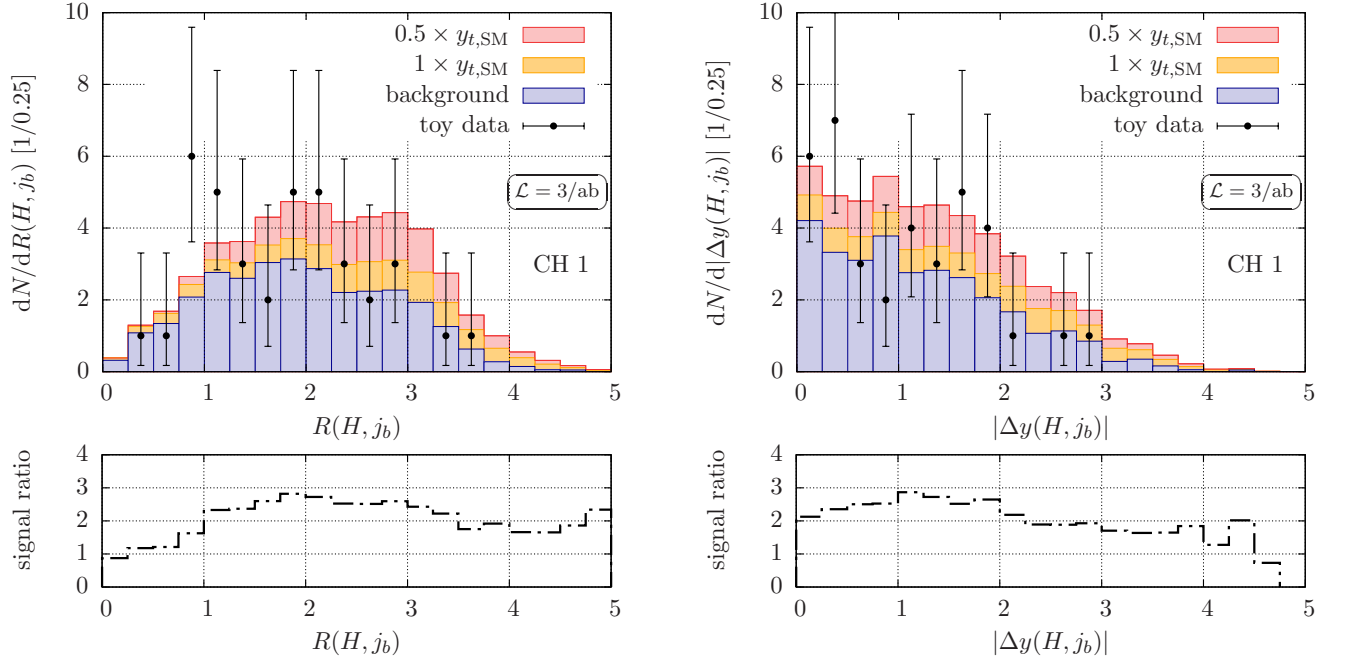 10
8
6
4
2
0
dN/dR(H, j_b) [1/0.25]
0.5 × y_{t,SM}
1 × y_{t,SM}
background
toy data
ℒ = 3/ab
CH 1
0 1 2 3 4 5
R(H, j_b)
4
3
2
1
0
signal ratio
0 1 2 3 4 5
R(H, j_b)
10
8
6
4
2
0
dN/d|Δy(H, j_b)| [1/0.25]
0.5 × y_{t,SM}
1 × y_{t,SM}
background
toy data
ℒ = 3/ab
CH 1
0 1 2 3 4 5
|Δy(H, j_b)|
4
3
2
1
0
signal ratio
0 1 2 3 4 5
|Δy(H, j_b)|